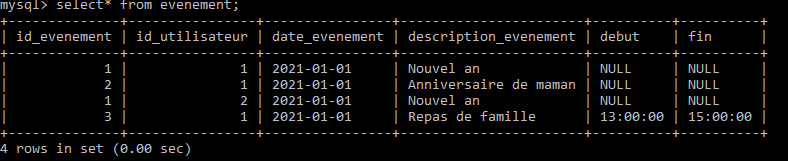 mysql> select* from evenement;
+--------------+----------------+----------------+-----------------------+----------+----------+
| id_evenement | id_utilisateur | date_evenement | description_evenement | debut    | fin      |
+--------------+----------------+----------------+-----------------------+----------+----------+
|            1 |              1 | 2021-01-01     | Nouvel an             | NULL     | NULL     |
|            2 |              1 | 2021-01-01     | Anniversaire de maman | NULL     | NULL     |
|            1 |              2 | 2021-01-01     | Nouvel an             | NULL     | NULL     |
|            3 |              1 | 2021-01-01     | Repas de famille      | 13:00:00 | 15:00:00 |
+--------------+----------------+----------------+-----------------------+----------+----------+
4 rows in set (0.00 sec)